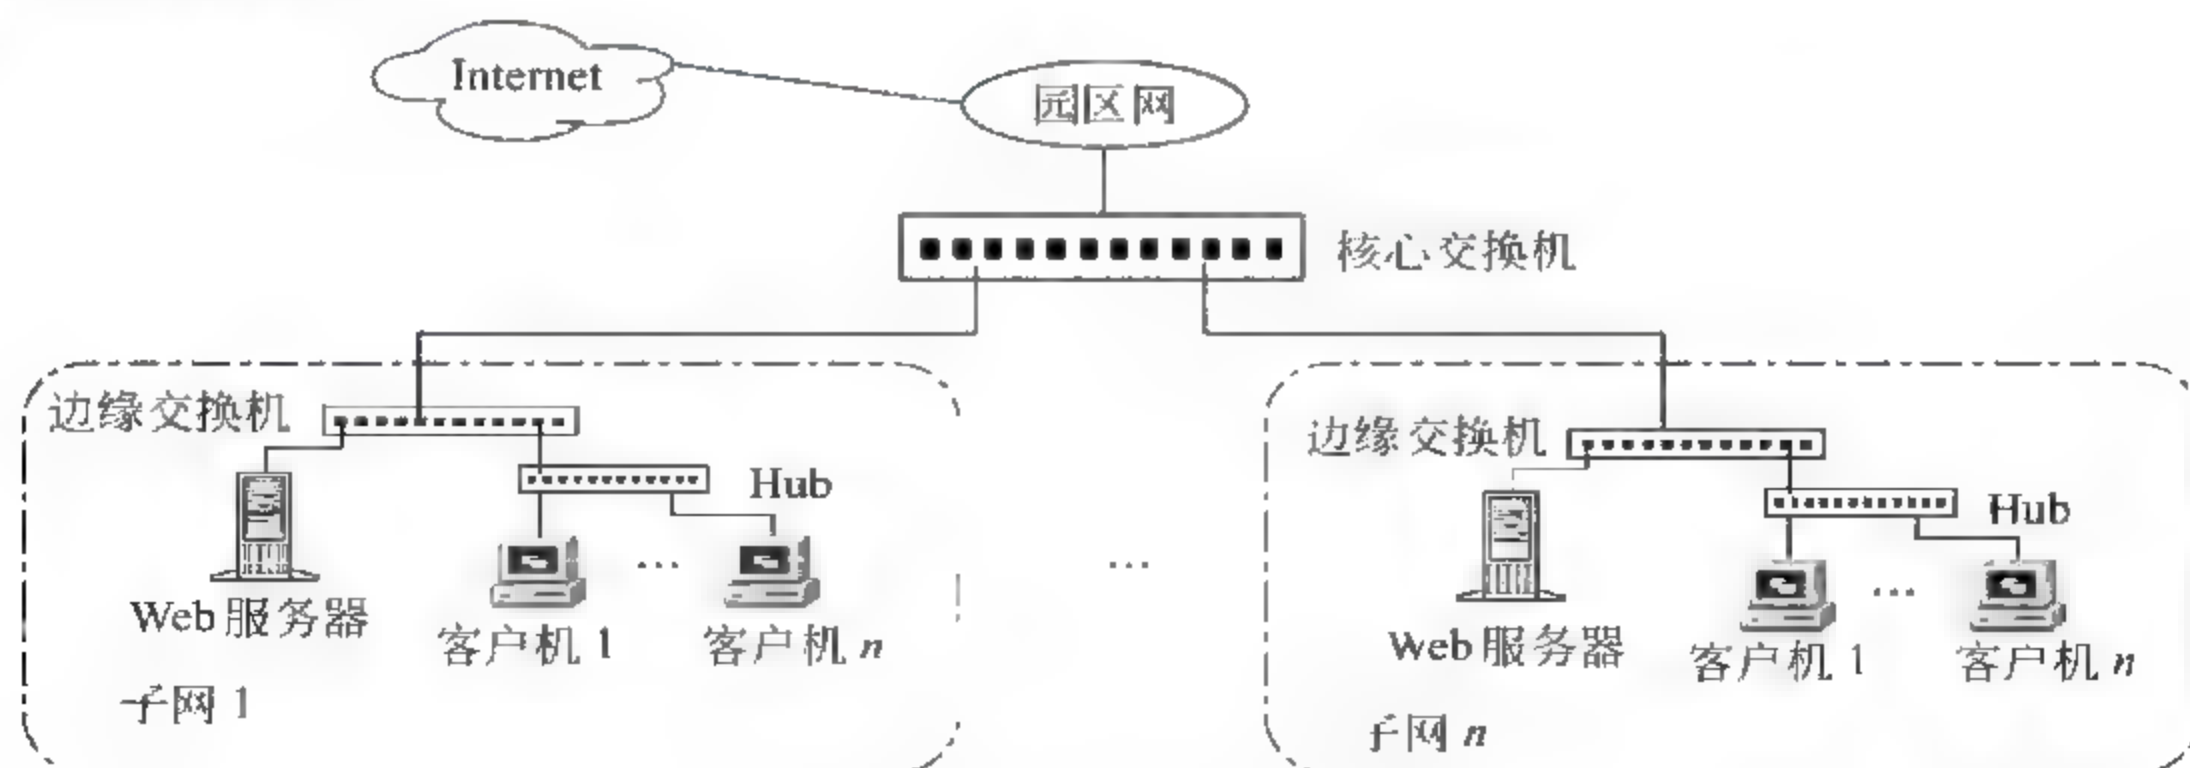 Internet
园区网
核心交换机
边缘交换机
Hub
Web服务器
客户机 1
…
客户机 n
子网 1
…
边缘交换机
Hub
Web服务器
客户机 1
…
客户机 n
子网 n